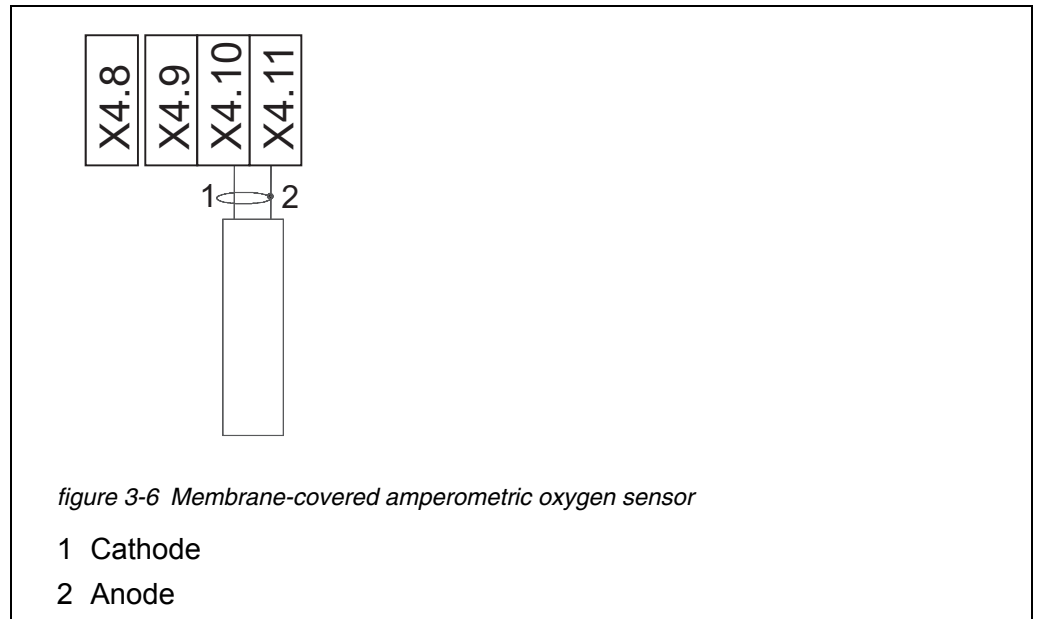 X4.8
X4.9
X4.10
X4.11
1 2
figure 3-6 Membrane-covered amperometric oxygen sensor
1 Cathode
2 Anode